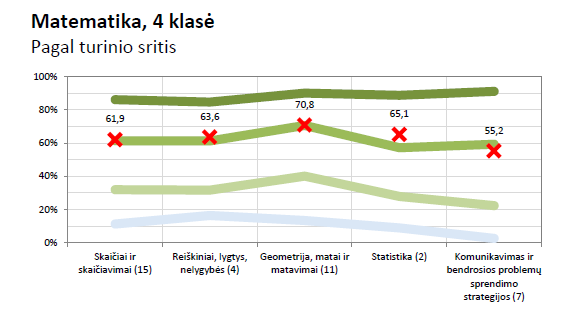 Matematika, 4 klasė
Pagal turinio sritis
100%
80%
60%
40%
20%
0%
61,9
63,6
70,8
65,1
55,2
Skaičiai ir
skaičiavimai (15)
Reiškiniai, lygtys,
nelygybės (4)
Geometrija, matai ir
matavimai (11)
Statistika (2)
Komunikavimas ir
bendrosios problemų
sprendimo
strategijos (7)